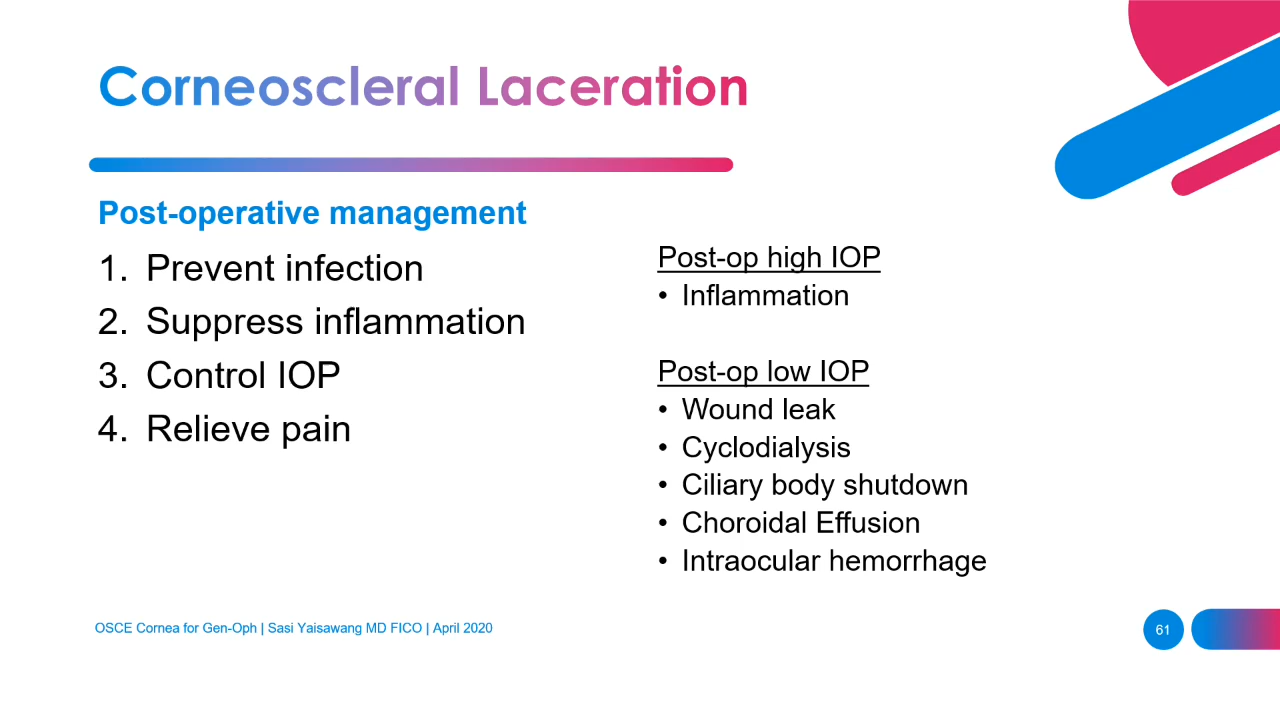 Corneoscleral Laceration
Post-operative management
1. Prevent infection
2. Suppress inflammation
3. Control IOP
4. Relieve pain
Post-op high IOP
• Inflammation
Post-op low IOP
• Wound leak
• Cyclodialysis
• Ciliary body shutdown
• Choroidal Effusion
• Intraocular hemorrhage
OSCE Cornea for Gen-Oph | Sasi Yaisawang MD FICO | April 2020
61